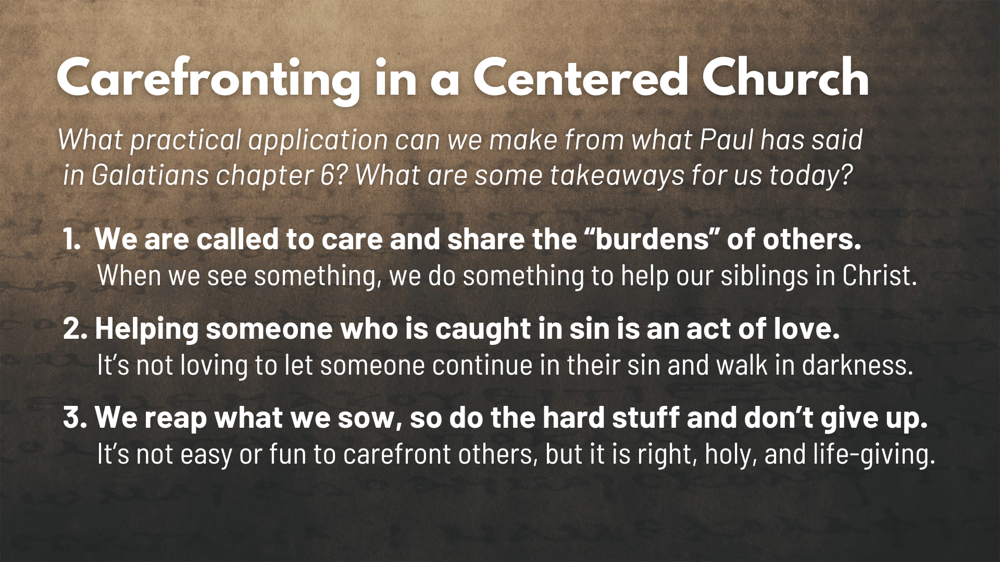 Carefronting in a Centered Church
What practical application can we make from what Paul has said
in Galatians chapter 6? What are some takeaways for us today?
1. We are called to care and share the “burdens” of others.
When we see something, we do something to help our siblings in Christ.
2. Helping someone who is caught in sin is an act of love.
It’s not loving to let someone continue in their sin and walk in darkness.
3. We reap what we sow, so do the hard stuff and don’t give up.
It’s not easy or fun to carefront others, but it is right, holy, and life-giving.